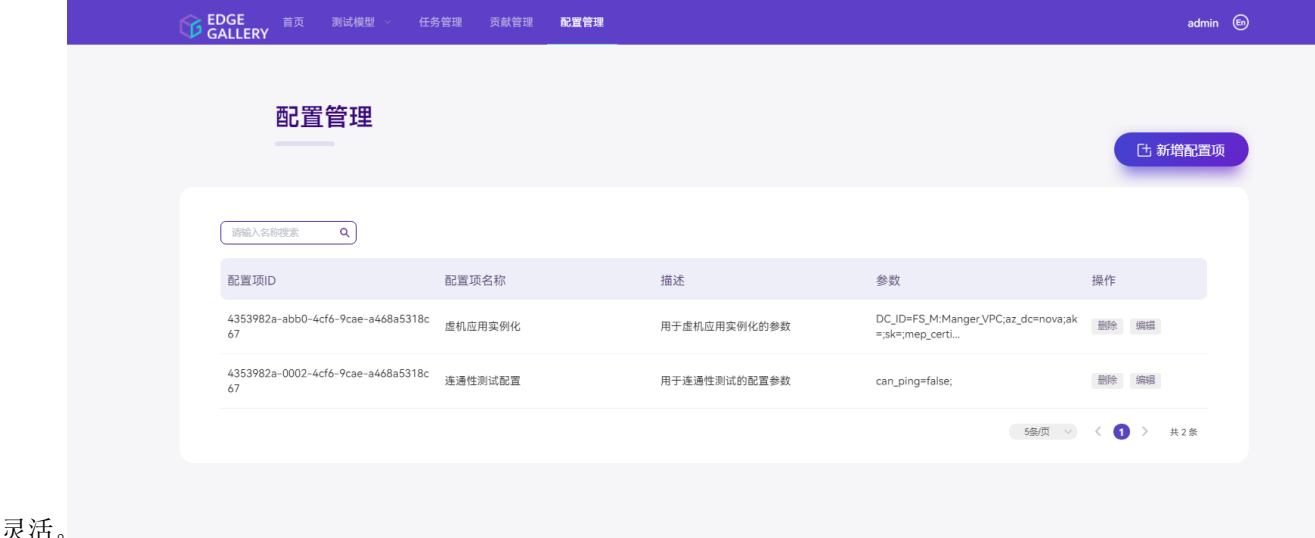 EDGE GALLERY 首页 测试模型 任务管理 贡献管理 配置管理 admin En
配置管理
新增配置项
请输入名称搜索
配置项ID 配置项名称 描述 参数 操作
4353982a-abb0-4cf6-9cae-a468a5318c67 虚机应用实例化 用于虚机应用实例化的参数 DC_ID=FS_M:Manger_VPC;az_dc=nova;ak=;sk=;mep_certi... 删除 编辑
4353982a-0002-4cf6-9cae-a468a5318c67 连通性测试配置 用于连通性测试的配置参数 can_ping=false; 删除 编辑
5条/页 1 共 2 条
灵活。